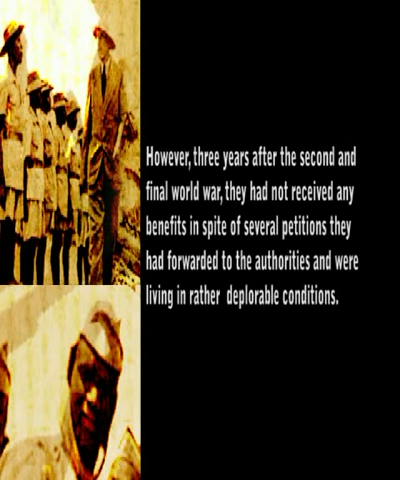 However, three years after the second and
final world war, they had not received any
benefits in spite of several petitions they
had forwarded to the authorities and were
living in rather deplorable conditions.